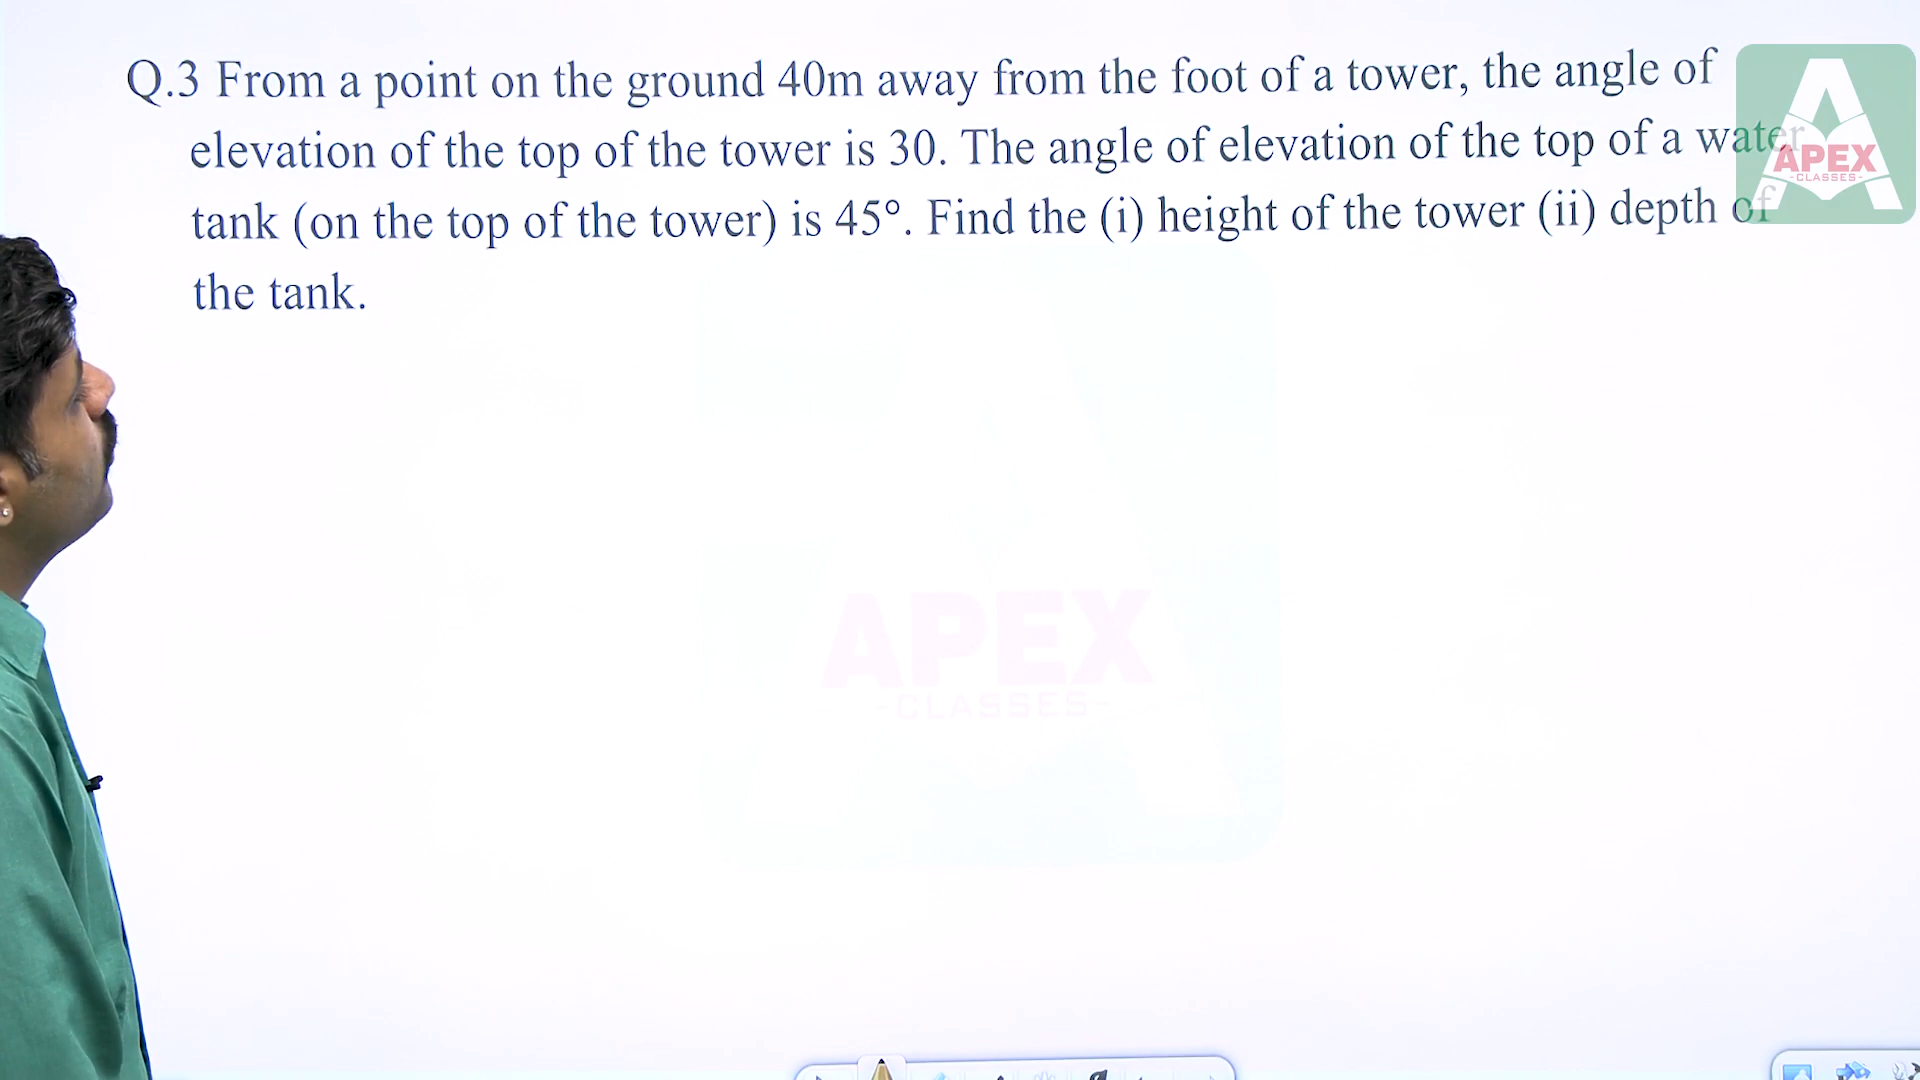 Q.3 From a point on the ground 40m away from the foot of a tower, the angle of
elevation of the top of the tower is 30. The angle of elevation of the top of a water
tank (on the top of the tower) is 45°. Find the (i) height of the tower (ii) depth of
the tank.
APEX
-CLASSES-
APEX
-CLASSES-